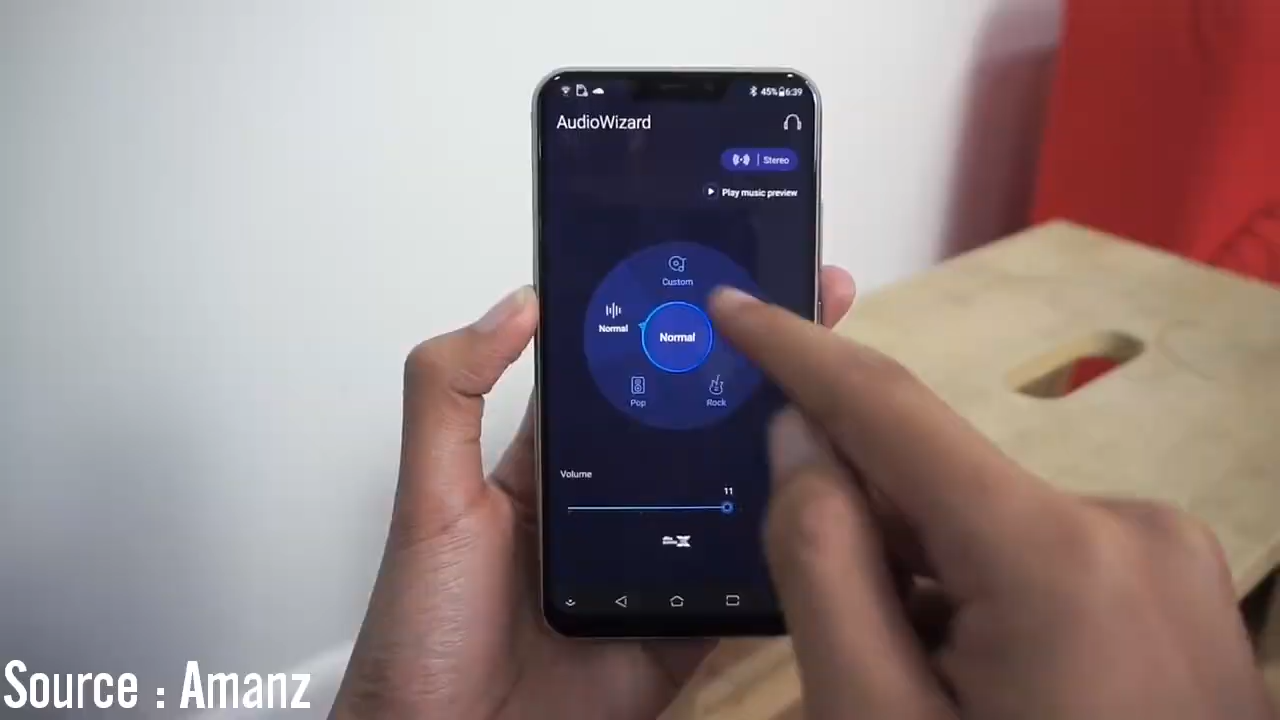 45% 6:39
AudioWizard
Stereo
Play music preview
Custom
Normal
Normal
Pop
Rock
Volume
11
Source : Amanz